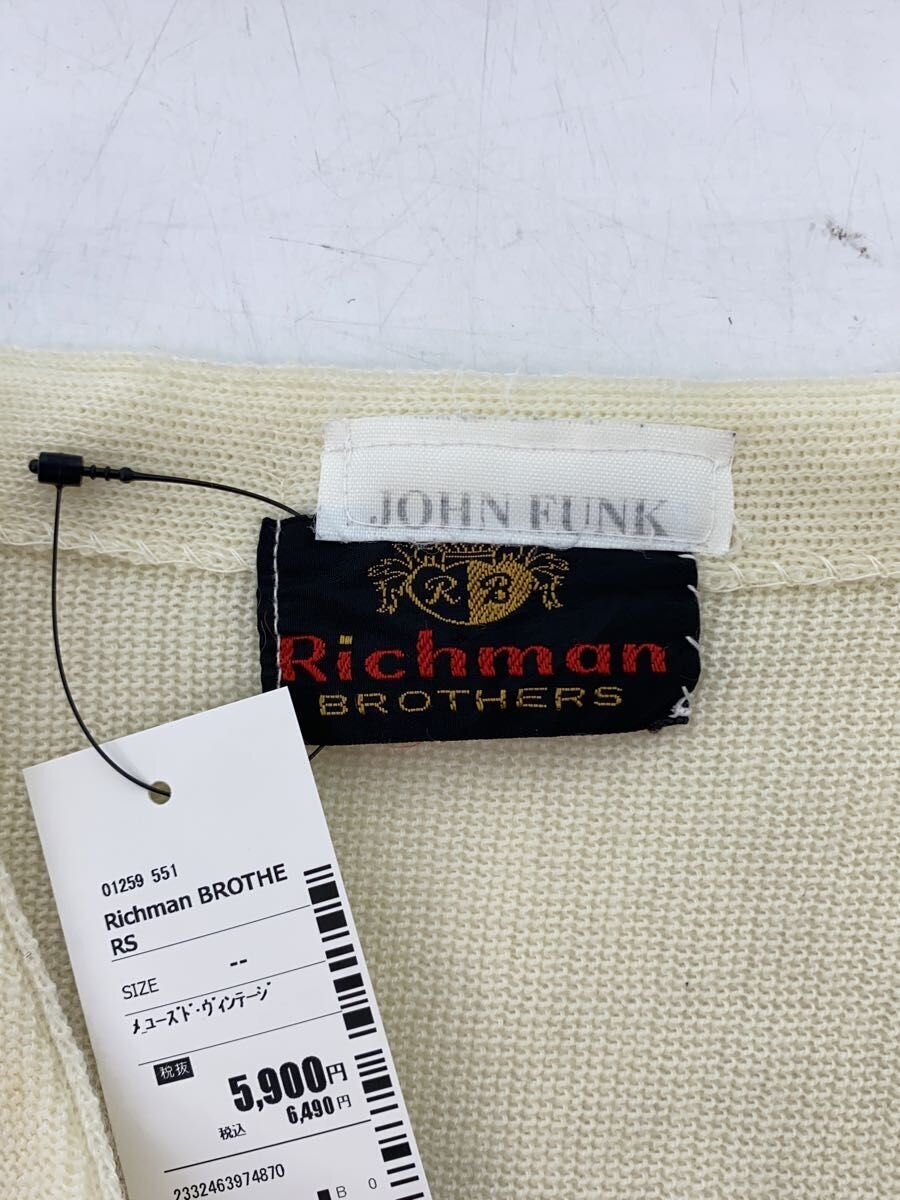 JOHN FUNK
R B
Richman
BROTHERS
01259 551
Richman BROTHE
RS
SIZE --
メ_ユーズド・ヴィンテージ
税抜 5,900円
税込 6,490円
2332463974870
B 0